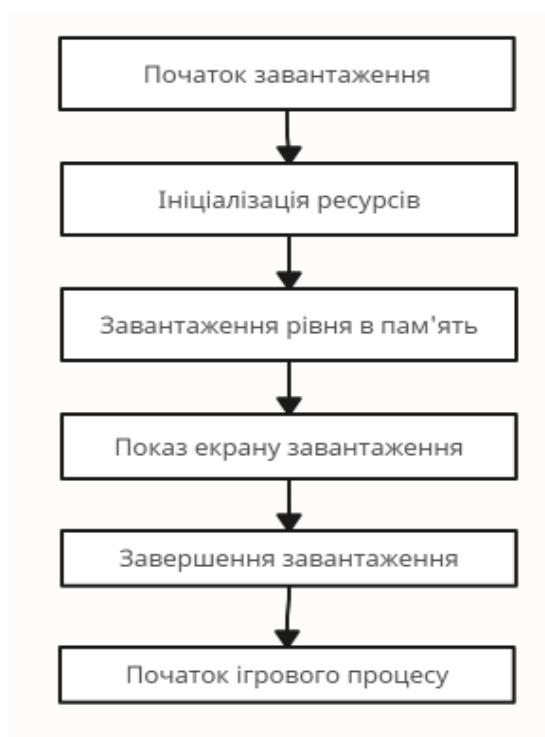 Початок завантаження
Ініціалізація ресурсів
Завантаження рівня в пам'ять
Показ екрану завантаження
Завершення завантаження
Початок ігрового процесу